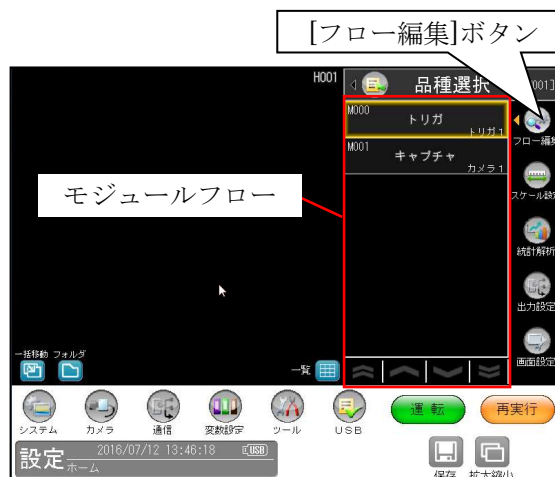 [フロー編集]ボタン
H001
品種選択
001]
M000
トリガ
トリガ1
フロー編集
M001
キャプチャ
カメラ1
スケール設定
モジュールフロー
統計解析
出力設定
一括移動 フォルダ
一覧
画面設定
システム
カメラ
通信
変数設定
ツール
USB
運転
再実行
設定
2016/07/12 13:46:18
(USB)
ホーム
保存
拡大縮小